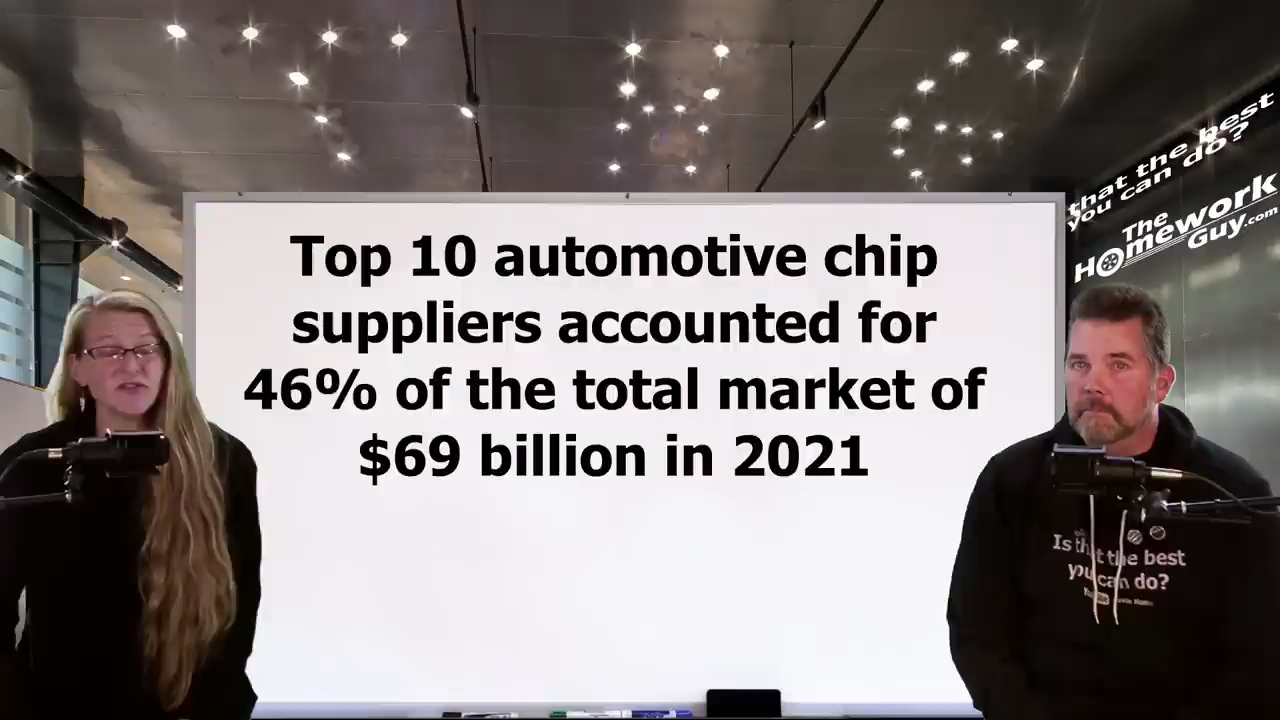 Top 10 automotive chip
suppliers accounted for
46% of the total market of
$69 billion in 2021
that the best
you can do?
The
Homework
Guy.com
Is that the best
you can do?